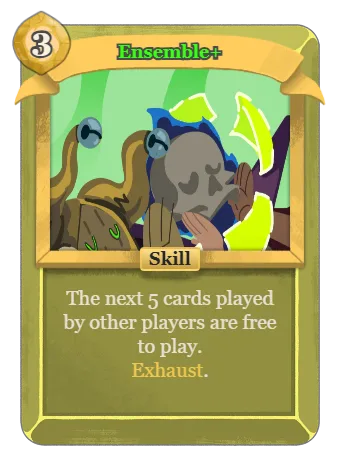 3
Ensemble+
Skill
The next 5 cards played
by other players are free
to play.
Exhaust.